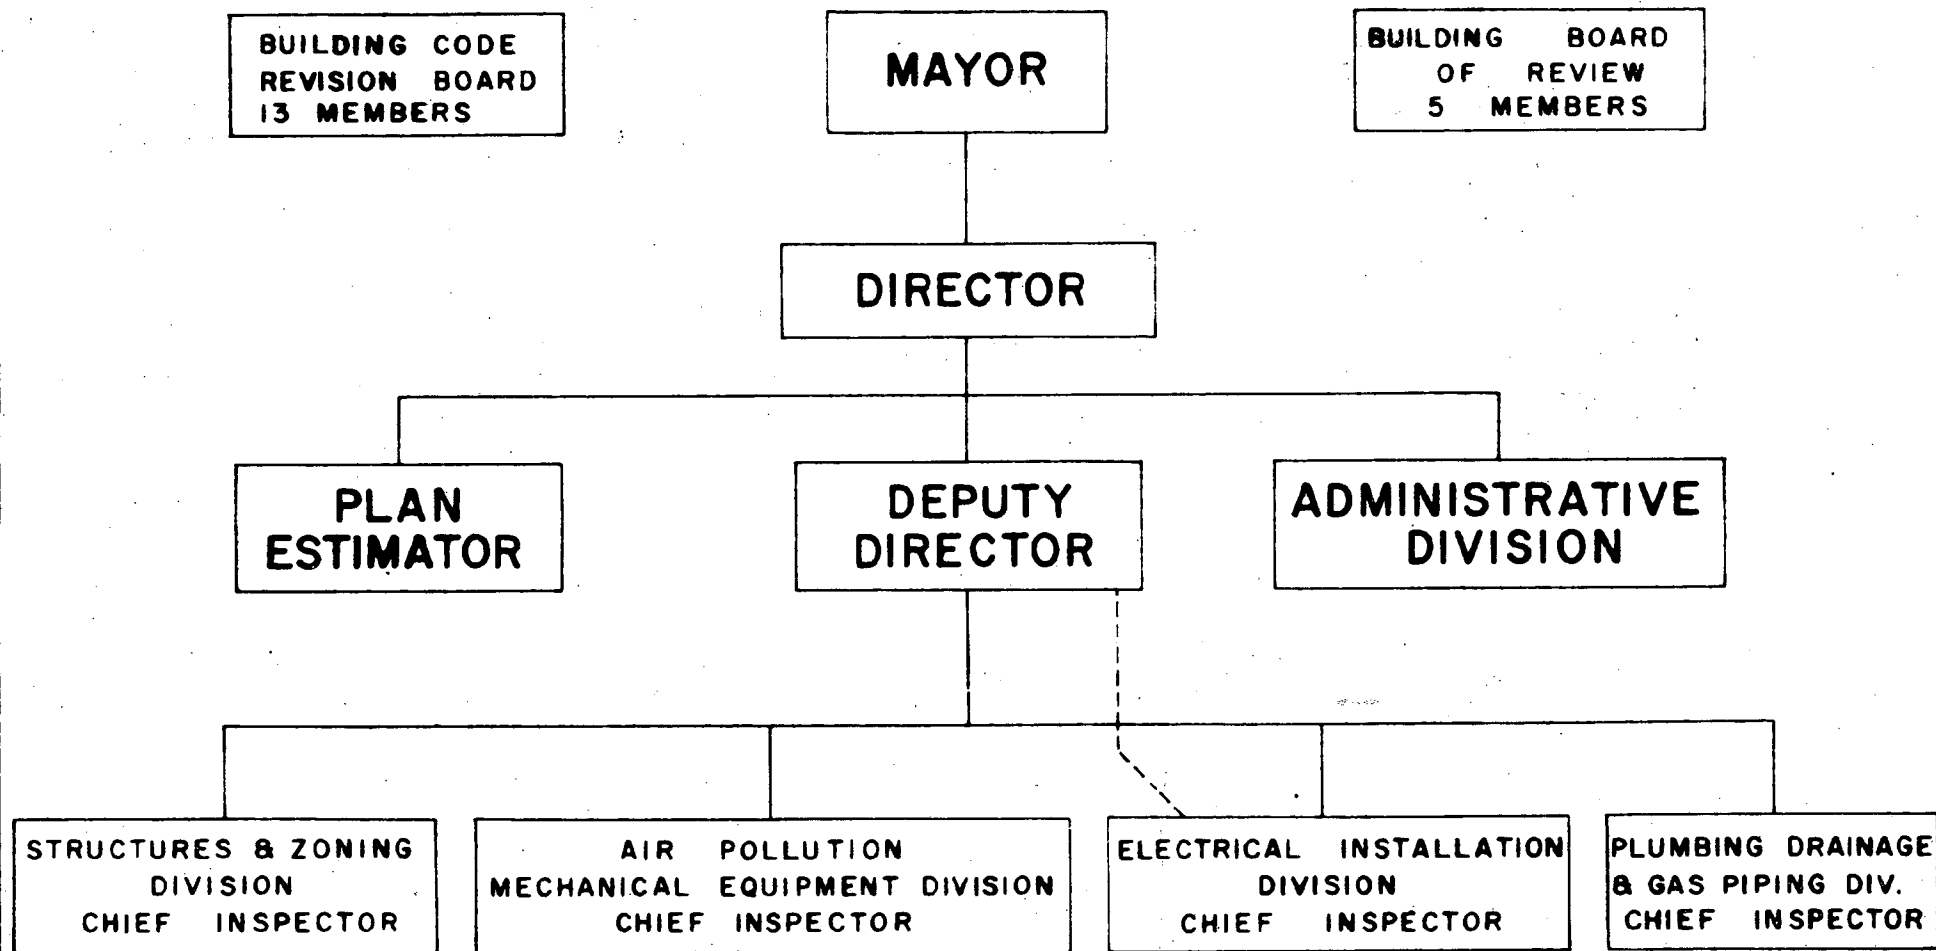 BUILDING CODE
REVISION BOARD
13 MEMBERS
MAYOR
BUILDING BOARD
OF REVIEW
5 MEMBERS
DIRECTOR
PLAN
ESTIMATOR
DEPUTY
DIRECTOR
ADMINISTRATIVE
DIVISION
STRUCTURES & ZONING
DIVISION
CHIEF INSPECTOR
AIR POLLUTION
MECHANICAL EQUIPMENT DIVISION
CHIEF INSPECTOR
ELECTRICAL INSTALLATION
DIVISION
CHIEF INSPECTOR
PLUMBING DRAINAGE
& GAS PIPING DIV.
CHIEF INSPECTOR